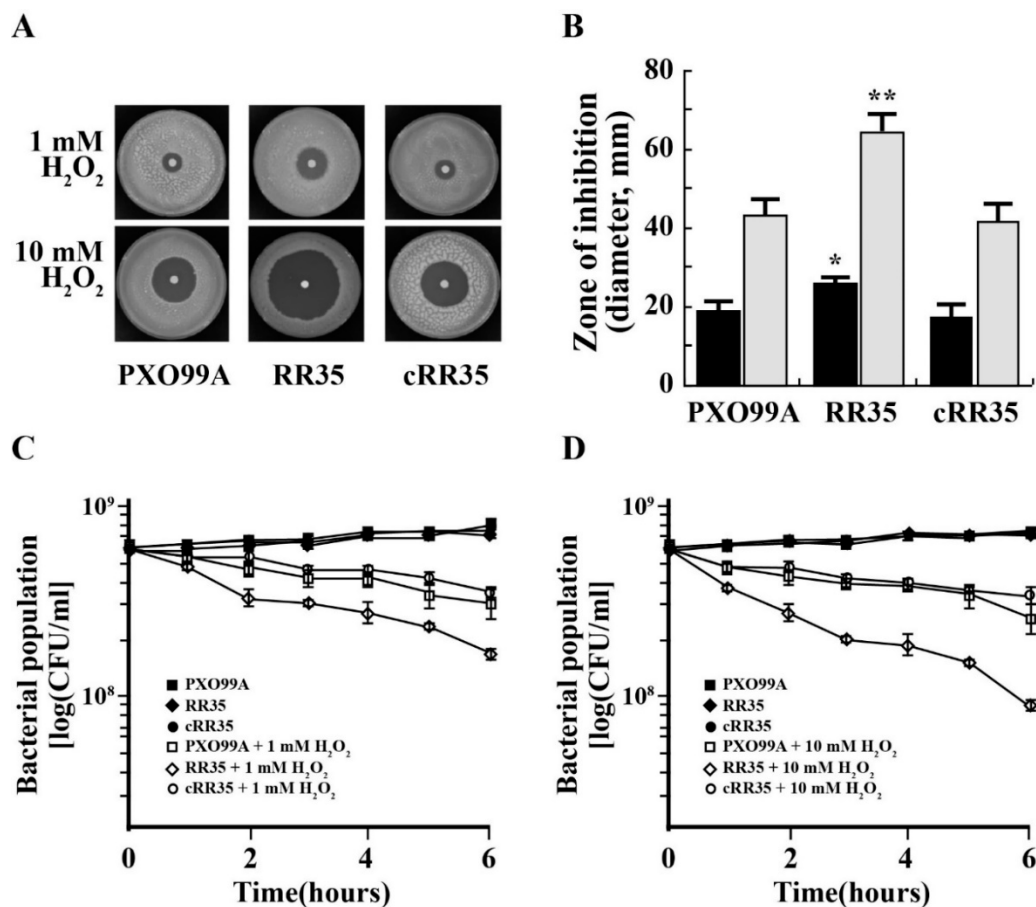 A
1 mM
H₂O₂
10 mM
H₂O₂
PXO99A RR35 cRR35
B
Zone of inhibition
(diameter, mm)
80
60
40
20
0
*
**
PXO99A RR35 cRR35
C
Bacterial population
[log(CFU/ml]
10⁹
10⁸
PXO99A
RR35
cRR35
PXO99A + 1 mM H₂O₂
RR35 + 1 mM H₂O₂
cRR35 + 1 mM H₂O₂
0 2 4 6
Time(hours)
D
Bacterial population
[log(CFU/ml]
10⁹
10⁸
PXO99A
RR35
cRR35
PXO99A + 10 mM H₂O₂
RR35 + 10 mM H₂O₂
cRR35 + 10 mM H₂O₂
0 2 4 6
Time(hours)